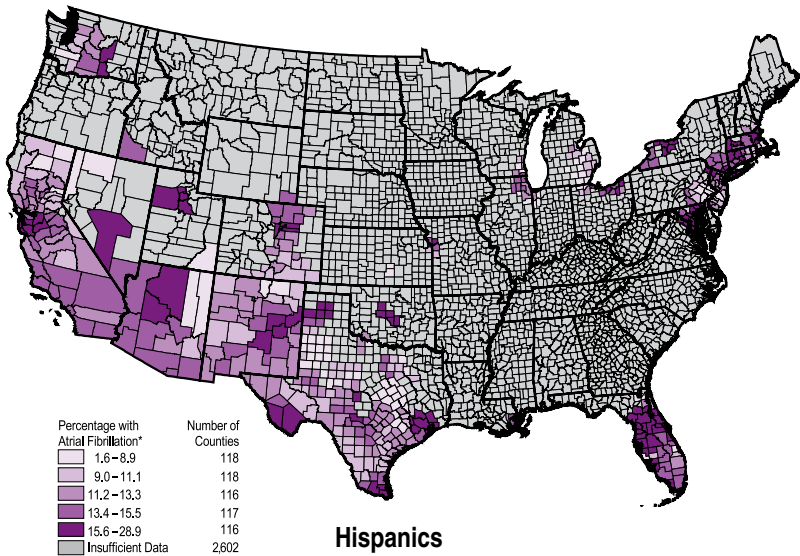 Percentage with Number of
Atrial Fibrillation* Counties
1.6 – 8.9 118
9.0 – 11.1 118
11.2 – 13.3 116
13.4 – 15.5 117
15.6 – 28.9 116
Insufficient Data 2,602
Hispanics